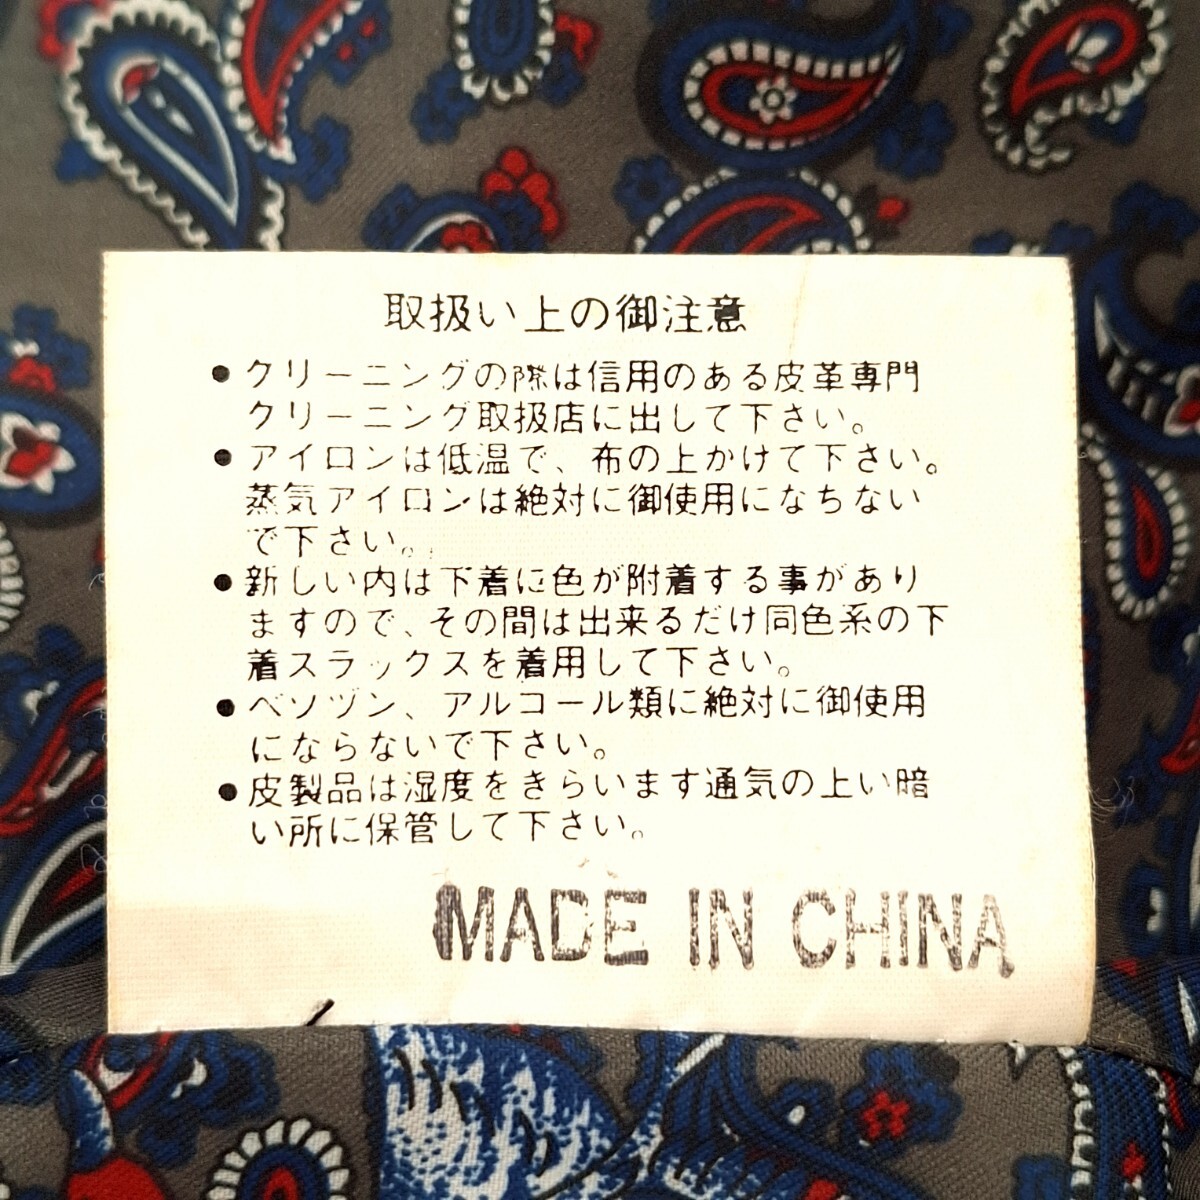 取扱い上の御注意
●クリーニングの際は信用のある皮革専門
クリーニング取扱店に出して下さい。
●アイロンは低温で、布の上かけて下さい。
蒸気アイロンは絶対に御使用になちない
で下さい。
●新しい内は下着に色が附着する事があり
ますので、その間は出来るだけ同色系の下
着スラックスを着用して下さい。
●ベソヅン、アルコール類に絶対に御使用
にならないで下さい。
●皮製品は湿度をきらいます通気の上い暗
い所に保管して下さい。
MADE IN CHINA